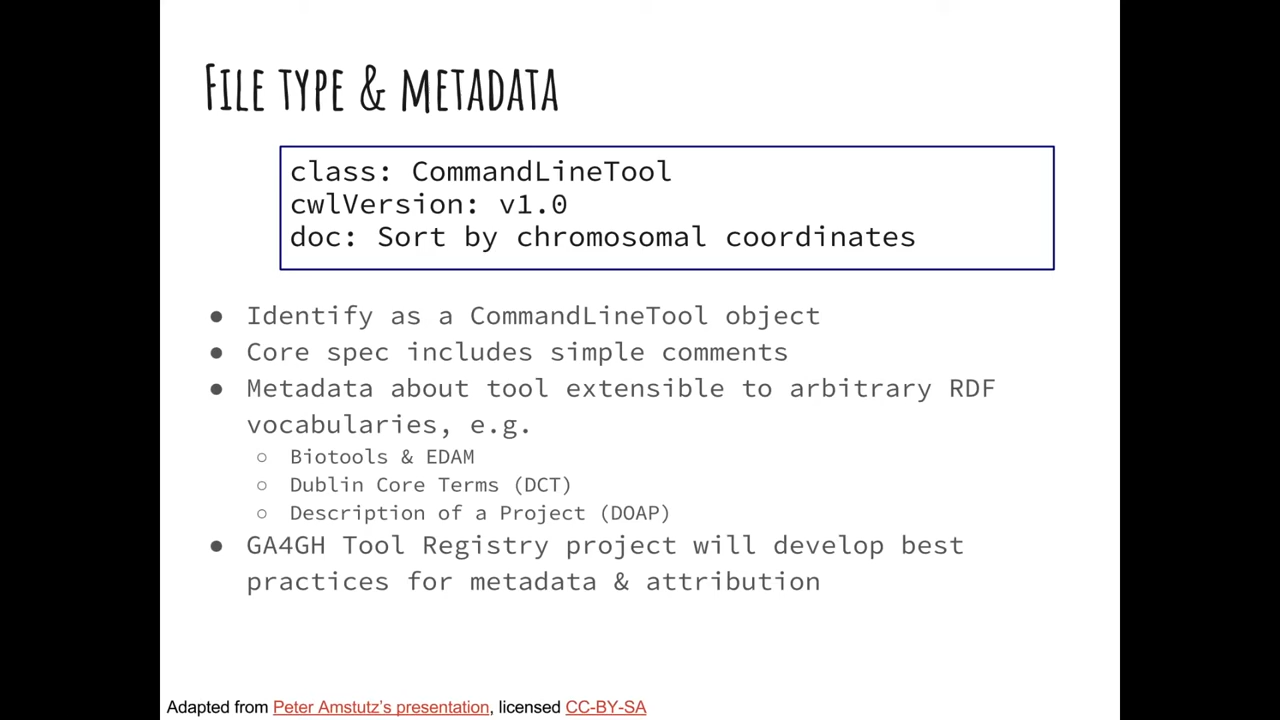 File type & metadata
class: CommandLineTool
cwlVersion: v1.0
doc: Sort by chromosomal coordinates
● Identify as a CommandLineTool object
● Core spec includes simple comments
● Metadata about tool extensible to arbitrary RDF
vocabularies, e.g.
○ Biotools & EDAM
○ Dublin Core Terms (DCT)
○ Description of a Project (DOAP)
● GA4GH Tool Registry project will develop best
practices for metadata & attribution
Adapted from Peter Amstutz's presentation, licensed CC-BY-SA